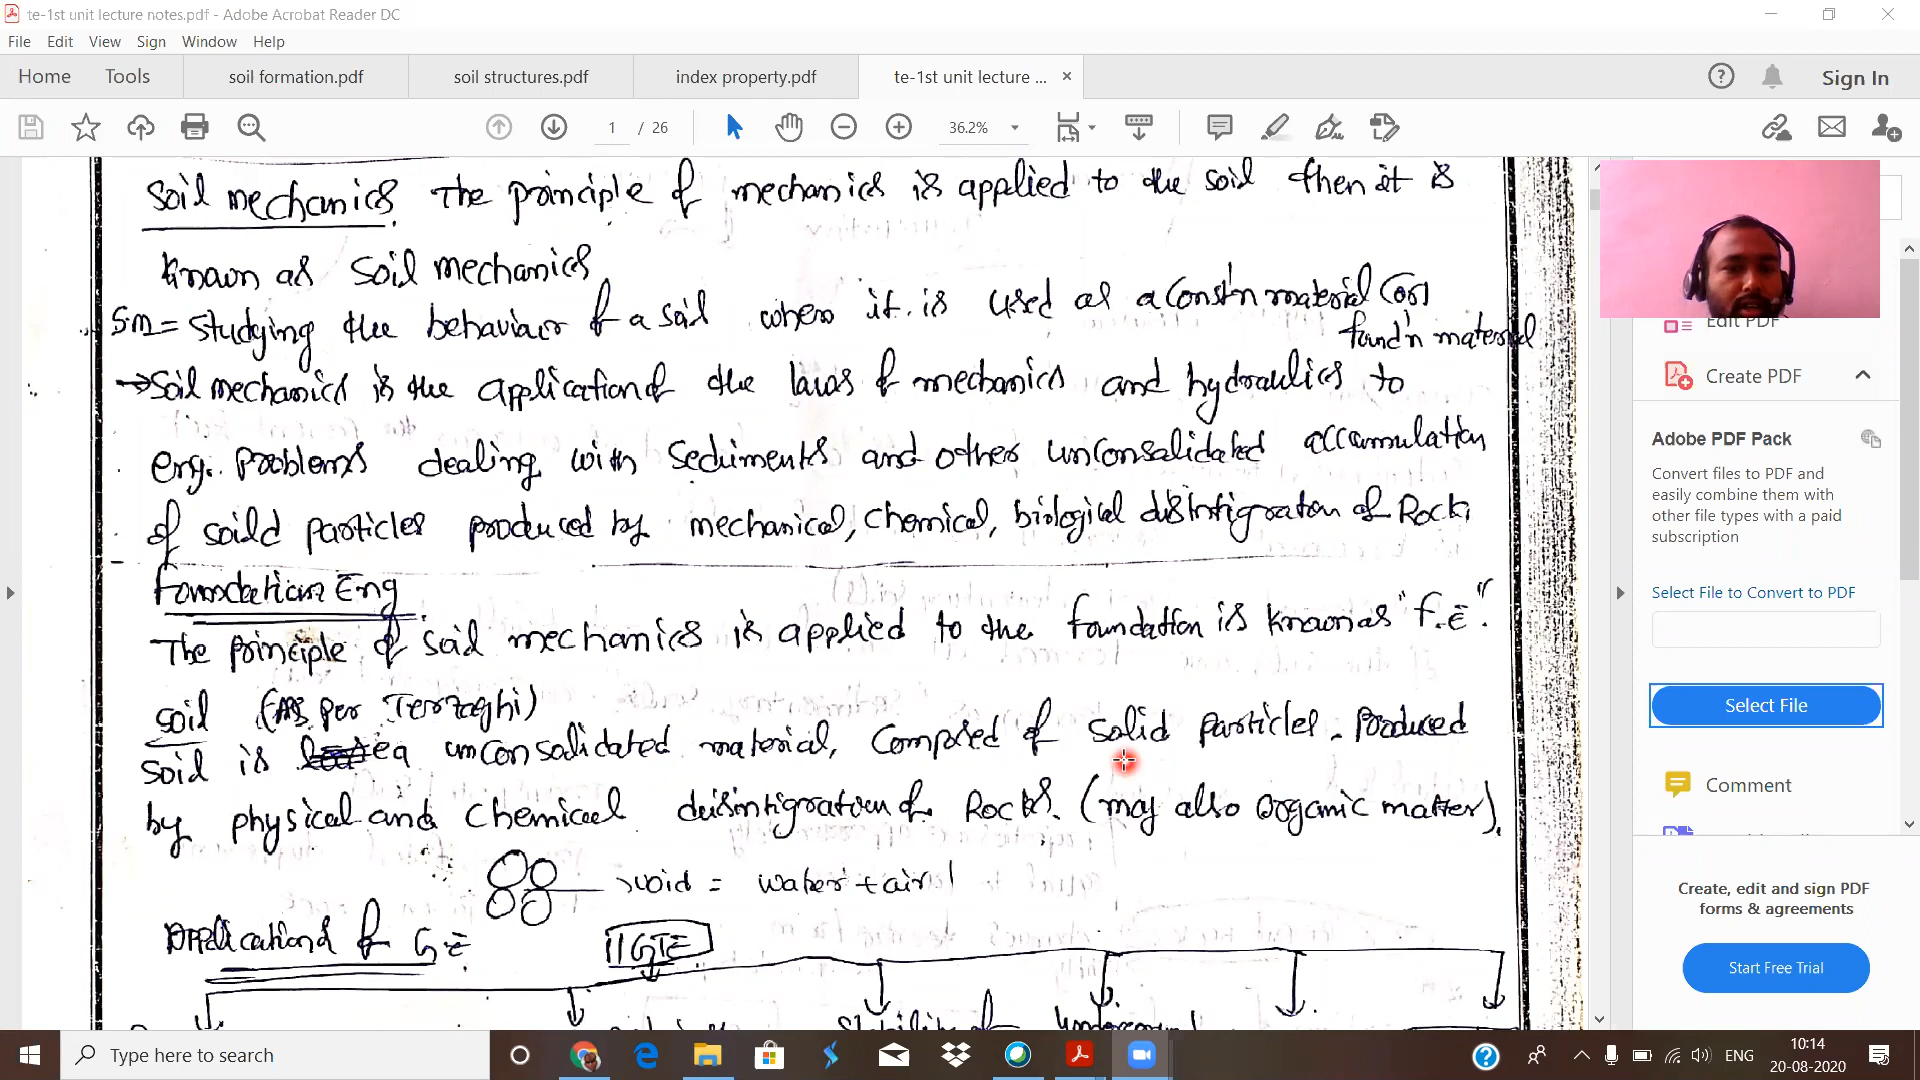 te-1st unit lecture notes.pdf - Adobe Acrobat Reader DC
File Edit View Sign Window Help
Home Tools soil formation.pdf soil structures.pdf index property.pdf te-1st unit lecture ... × Sign In
1 / 26 36.2%
Soil mechanics. The principle of mechanics is applied to the soil then it is
known as Soil mechanics
SM = Studying the behaviour of a soil when it is used as a Constn material (or)
found'n material.
→ Soil mechanics is the application of the laws of mechanics and hydraulics to
eng. problems dealing with Sediments and other unconsolidated accumulation
of soild particles produced by mechanical, chemical, biological disintigration of Rock,
Foundation Eng
The principle of soil mechanics is applied to the foundation is known as "F.E".
soil (As per Terzaghi)
Soil is unconsolidated material, Composed of Solid particles. Produced
by physical and chemical deisintigration of Rocks. (may also Organic matter).
void = water + air
Applications of G.E
GTE
Stability of
Edit PDF
Create PDF
Adobe PDF Pack
Convert files to PDF and
easily combine them with
other file types with a paid
subscription
Select File to Convert to PDF
Select File
Comment
Create, edit and sign PDF
forms & agreements
Start Free Trial
Type here to search
ENG
10:14
20-08-2020